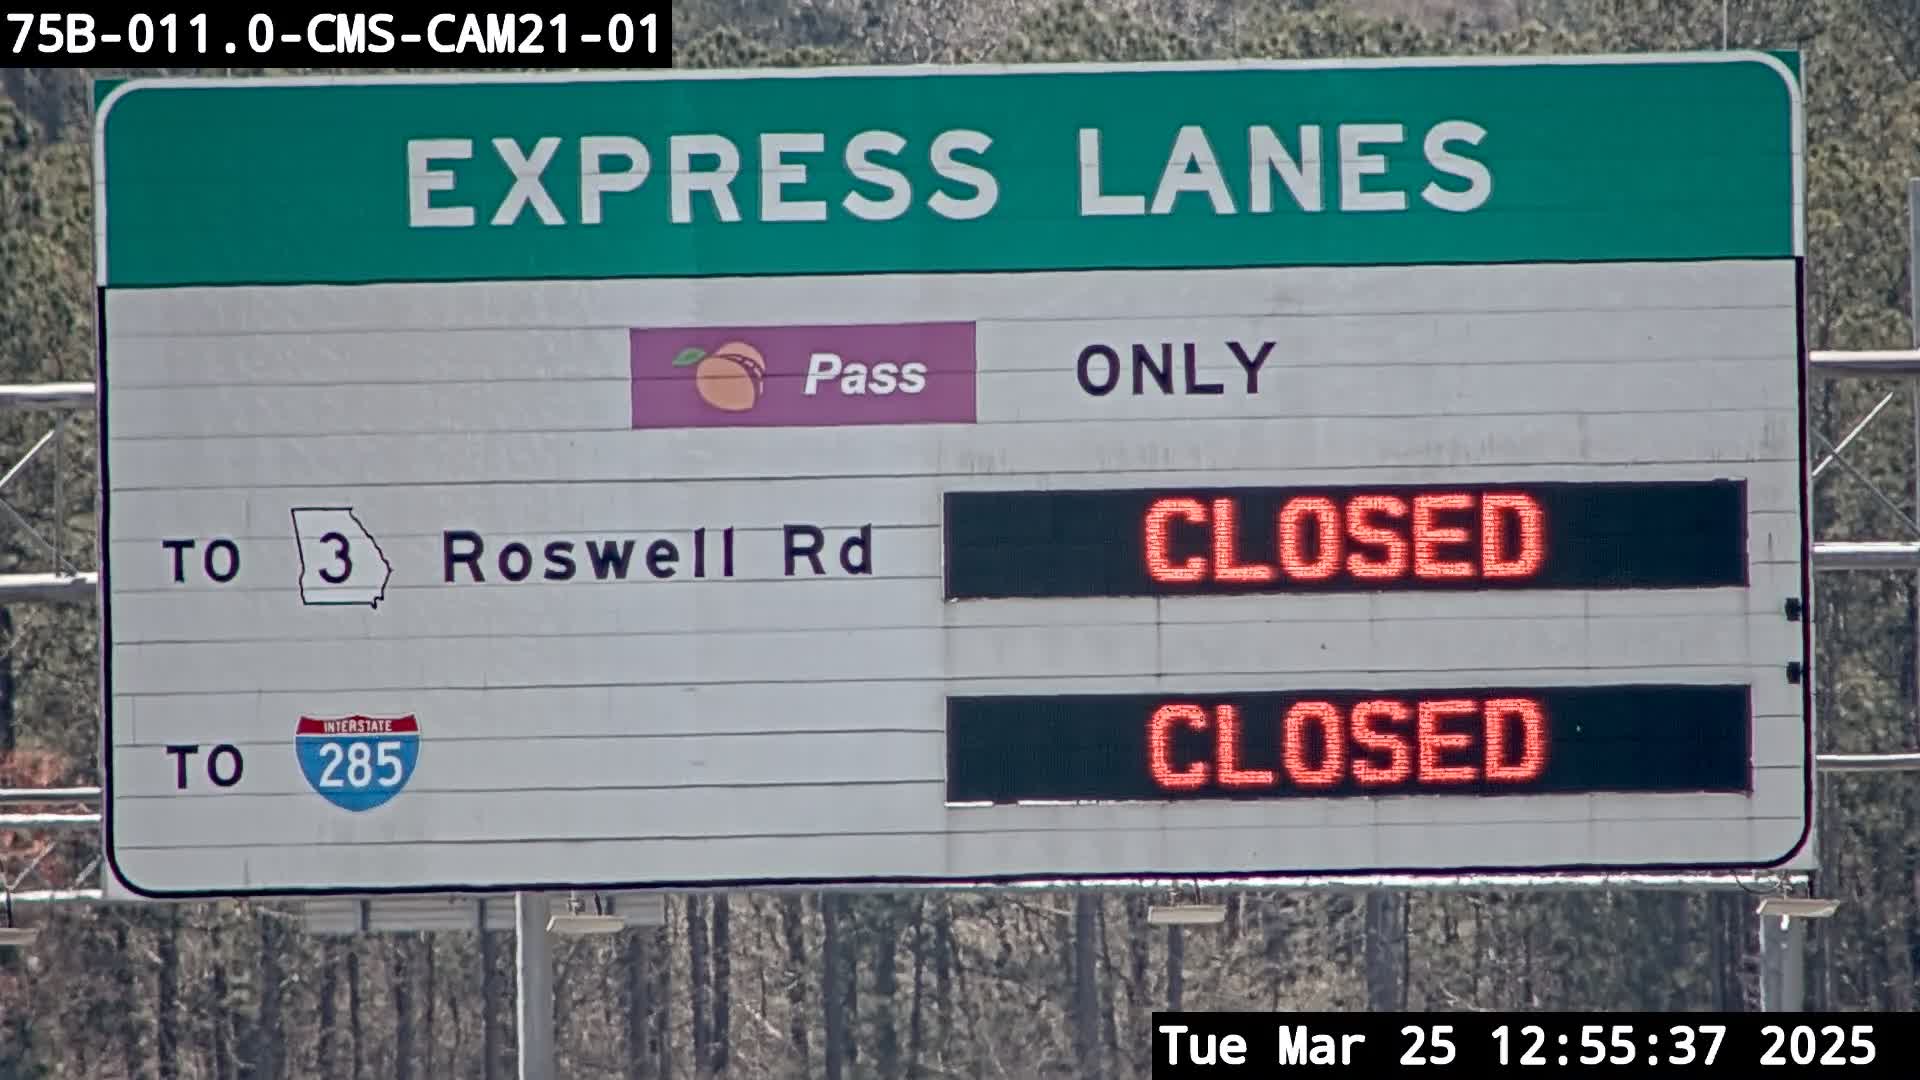 75B-011.0-CMS-CAM21-01
EXPRESS LANES
Pass ONLY
TO 3 Roswell Rd CLOSED
INTERSTATE
TO 285 CLOSED
Tue Mar 25 12:55:37 2025